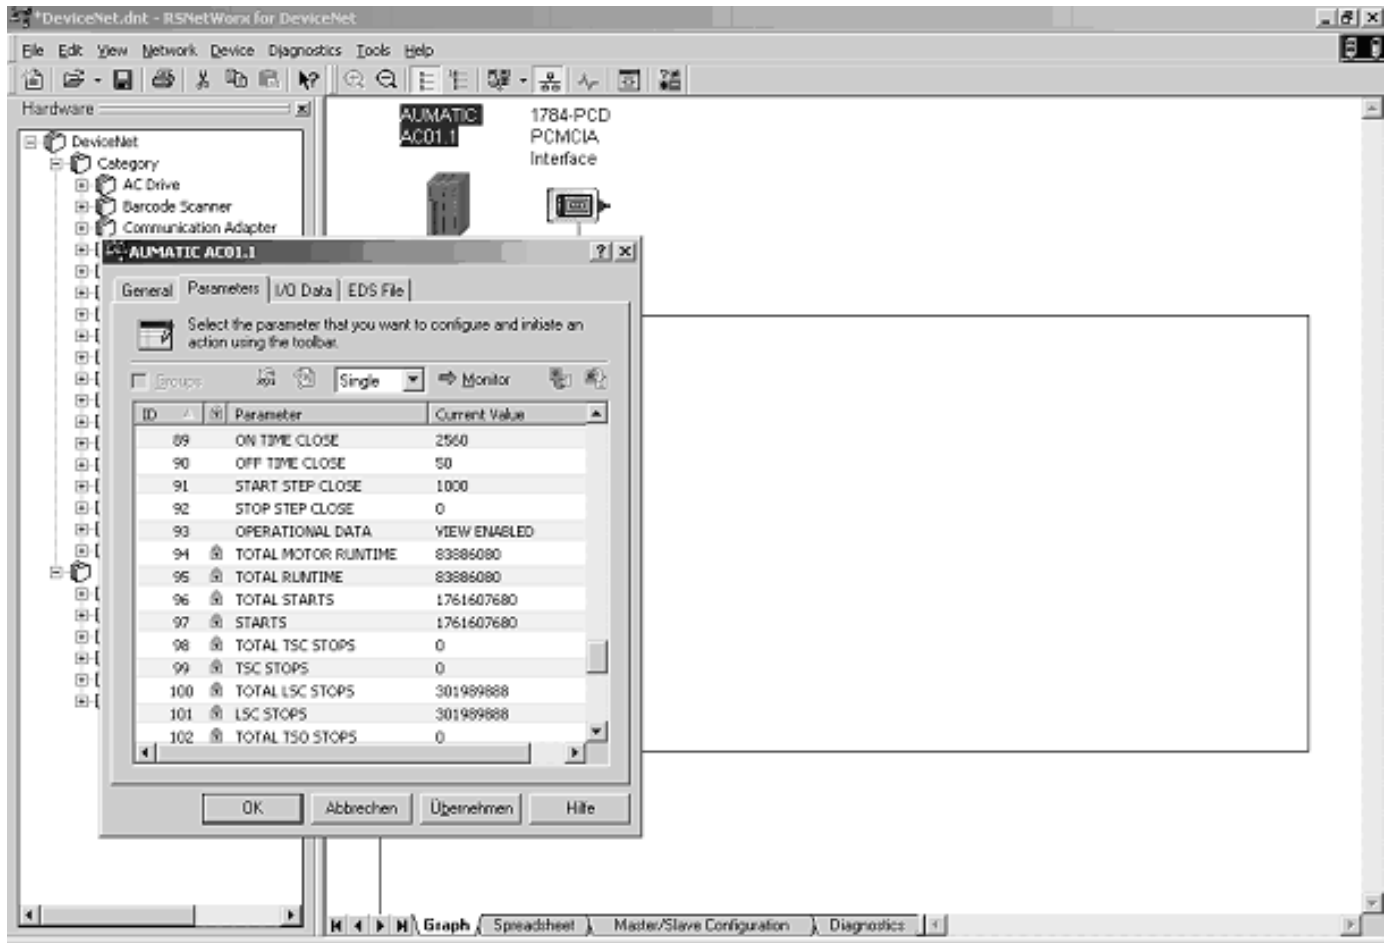 *DeviceNet.dnt - RSNetWorx for DeviceNet
File Edit View Network Device Diagnostics Tools Help
Hardware
DeviceNet
Category
AC Drive
Barcode Scanner
Communication Adapter
AUMATIC
AC01.1
1784-PCD
PCMCIA
Interface
AUMATIC AC01.1
General Parameters I/O Data EDS File
Select the parameter that you want to configure and initiate an
action using the toolbar.
Groups Single Monitor
ID Parameter Current Value
89 ON TIME CLOSE 2560
90 OFF TIME CLOSE 50
91 START STEP CLOSE 1000
92 STOP STEP CLOSE 0
93 OPERATIONAL DATA VIEW ENABLED
94 TOTAL MOTOR RUNTIME 83886080
95 TOTAL RUNTIME 83886080
96 TOTAL STARTS 1761607680
97 STARTS 1761607680
98 TOTAL TSC STOPS 0
99 TSC STOPS 0
100 TOTAL LSC STOPS 301989888
101 LSC STOPS 301989888
102 TOTAL TSO STOPS 0
OK Abbrechen Übernehmen Hilfe
Graph Spreadsheet Master/Slave Configuration Diagnostics